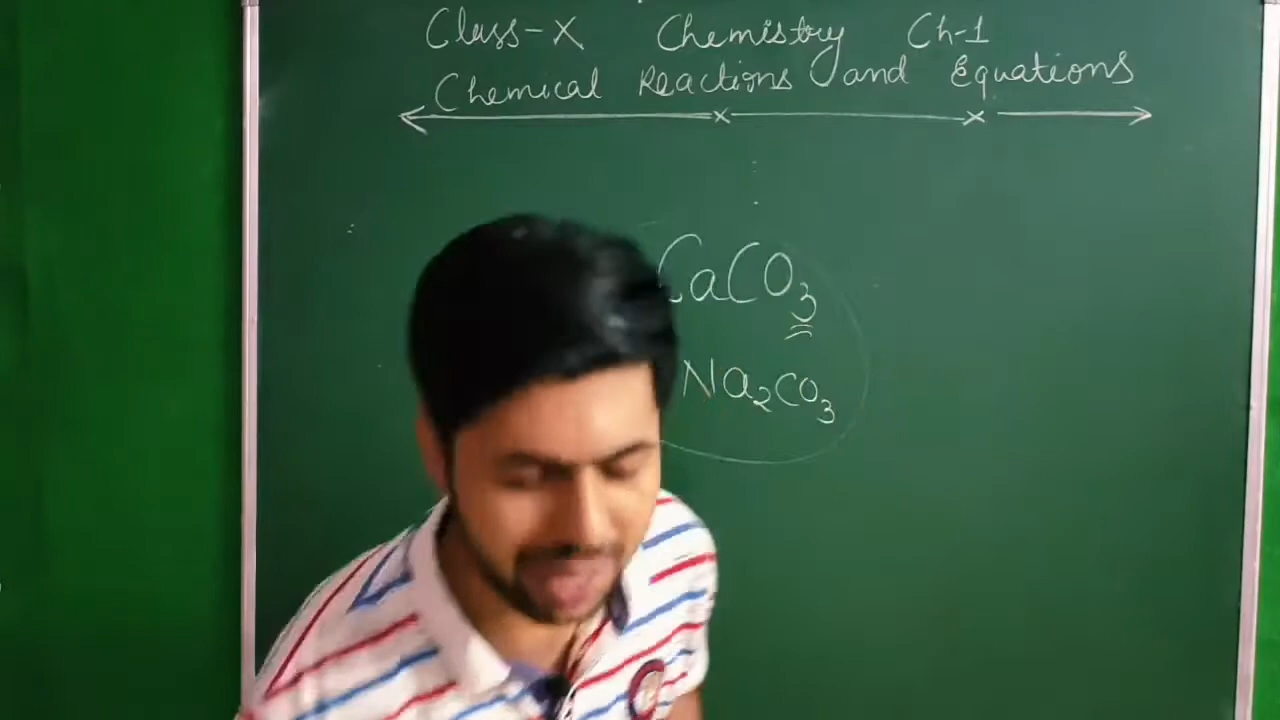 Class-X Chemistry Ch-1
Chemical Reactions and Equations
CaCO₃
Na₂CO₃